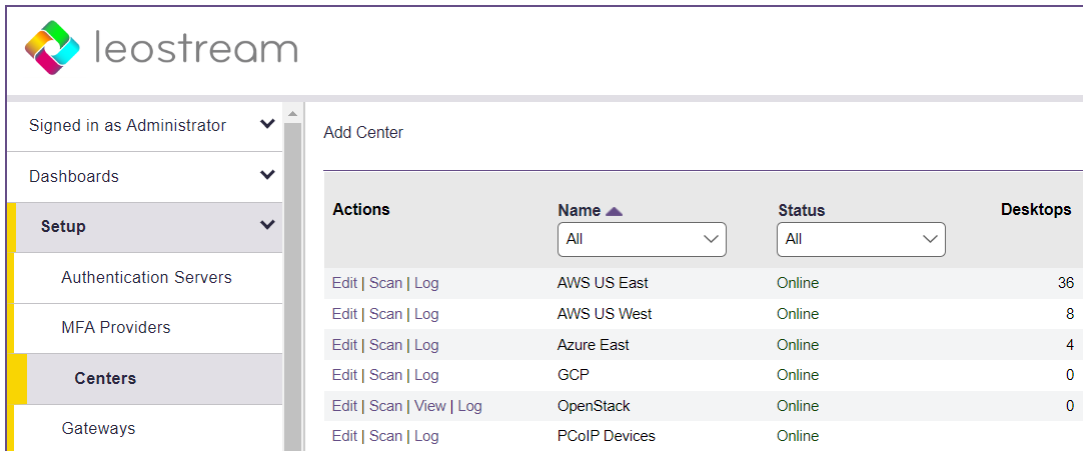 leostream
Signed in as Administrator
Dashboards
Setup
Authentication Servers
MFA Providers
Centers
Gateways
Add Center
Actions Name Status Desktops
All All
Edit | Scan | Log AWS US East Online 36
Edit | Scan | Log AWS US West Online 8
Edit | Scan | Log Azure East Online 4
Edit | Scan | Log GCP Online 0
Edit | Scan | View | Log OpenStack Online 0
Edit | Scan | Log PCoIP Devices Online